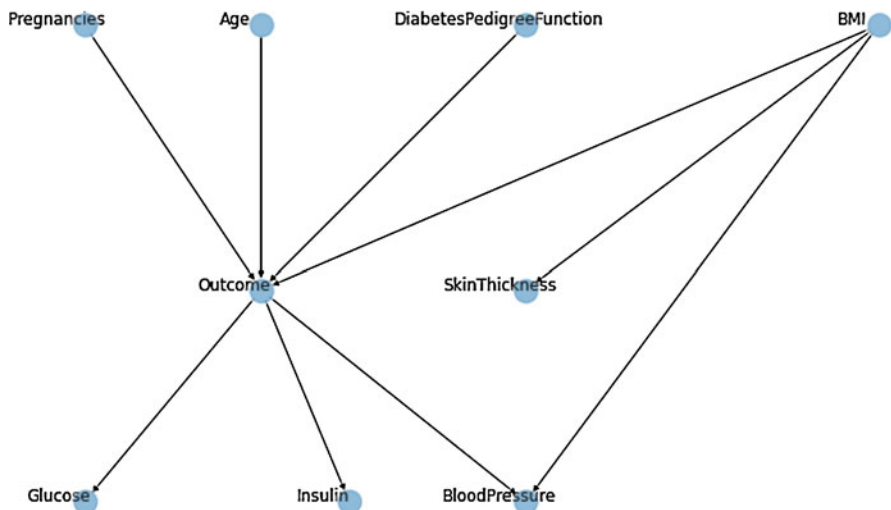 Pregnancies
Age
DiabetesPedigreeFunction
BMI
Outcome
SkinThickness
Glucose
Insulin
BloodPressure